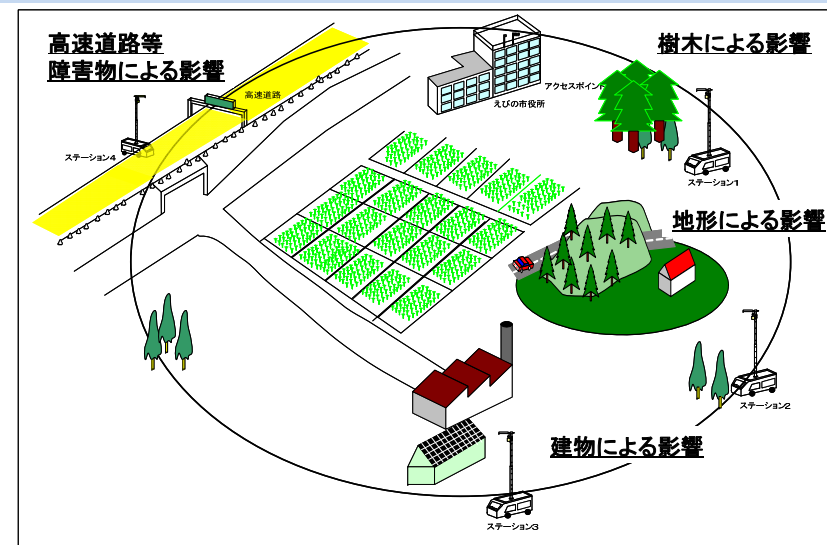 高速道路等
障害物による影響
樹木による影響
高速道路
アクセスポイント
えびの市役所
ステーション4
ステーション1
地形による影響
ステーション2
建物による影響
ステーション3